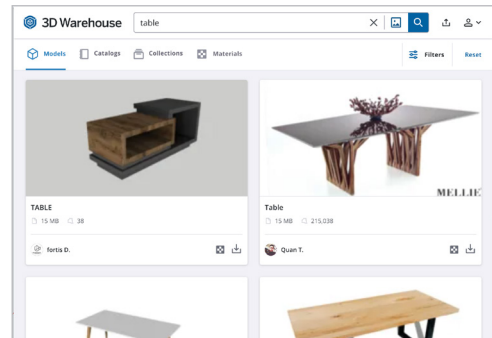 3D Warehouse
table
Models
Catalogs
Collections
Materials
Filters
Reset
TABLE
15 MB 38
fortis D.
MELLIE
Table
15 MB 215,038
Quan T.